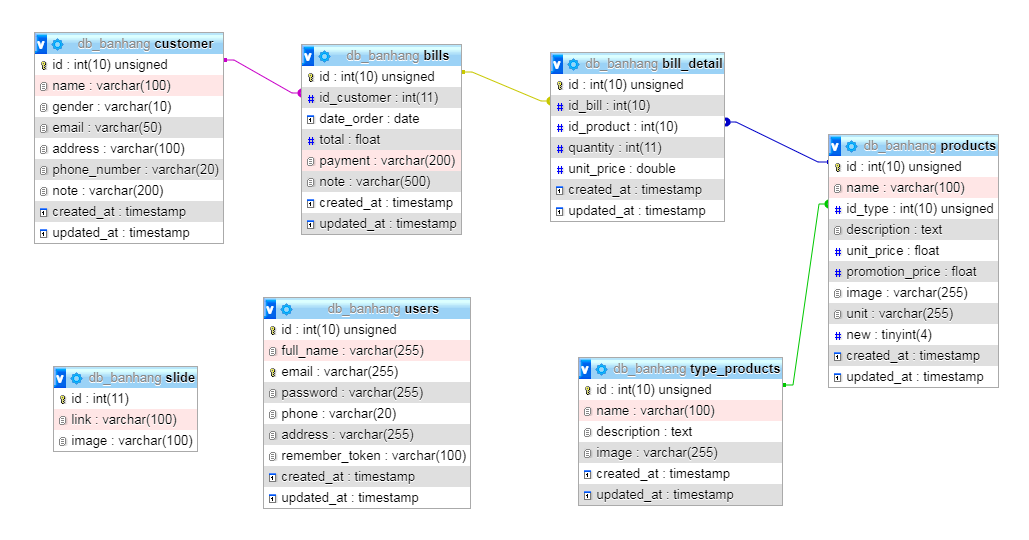 db_banhang customer
id : int(10) unsigned
name : varchar(100)
gender : varchar(10)
email : varchar(50)
address : varchar(100)
phone_number : varchar(20)
note : varchar(200)
created_at : timestamp
updated_at : timestamp
db_banhang bills
id : int(10) unsigned
id_customer : int(11)
date_order : date
total : float
payment : varchar(200)
note : varchar(500)
created_at : timestamp
updated_at : timestamp
db_banhang bill_detail
id : int(10) unsigned
id_bill : int(10)
id_product : int(10)
quantity : int(11)
unit_price : double
created_at : timestamp
updated_at : timestamp
db_banhang products
id : int(10) unsigned
name : varchar(100)
id_type : int(10) unsigned
description : text
unit_price : float
promotion_price : float
image : varchar(255)
unit : varchar(255)
new : tinyint(4)
created_at : timestamp
updated_at : timestamp
db_banhang slide
id : int(11)
link : varchar(100)
image : varchar(100)
db_banhang users
id : int(10) unsigned
full_name : varchar(255)
email : varchar(255)
password : varchar(255)
phone : varchar(20)
address : varchar(255)
remember_token : varchar(100)
created_at : timestamp
updated_at : timestamp
db_banhang type_products
id : int(10) unsigned
name : varchar(100)
description : text
image : varchar(255)
created_at : timestamp
updated_at : timestamp